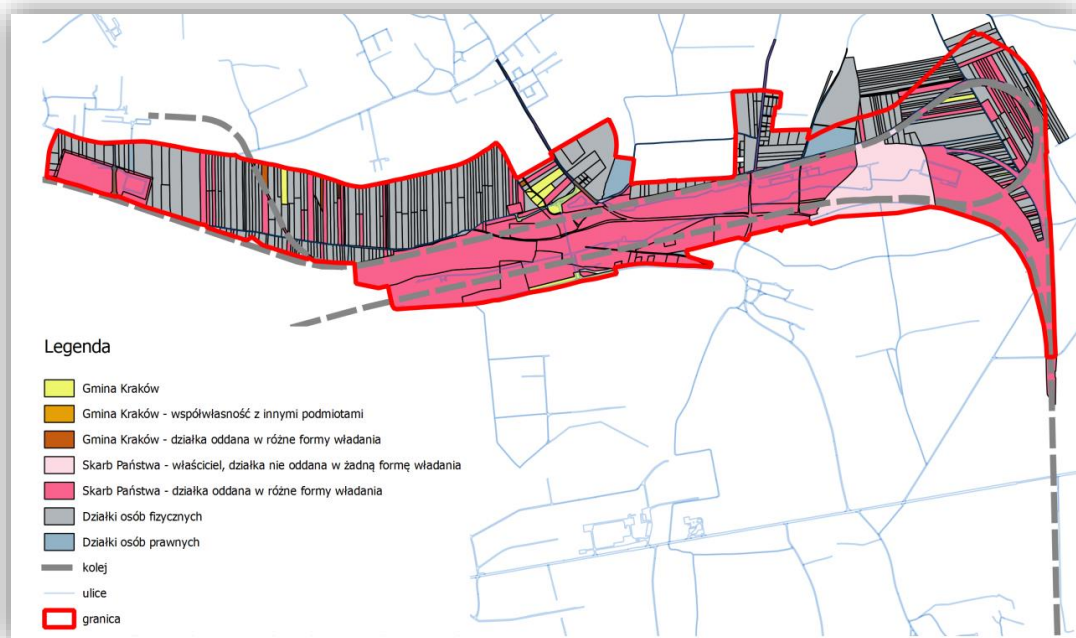 Legenda
Gmina Kraków
Gmina Kraków - współwłasność z innymi podmiotami
Gmina Kraków - działka oddana w różne formy władania
Skarb Państwa - właściciel, działka nie oddana w żadną formę władania
Skarb Państwa - działka oddana w różne formy władania
Działki osób fizycznych
Działki osób prawnych
kolej
ulice
granica